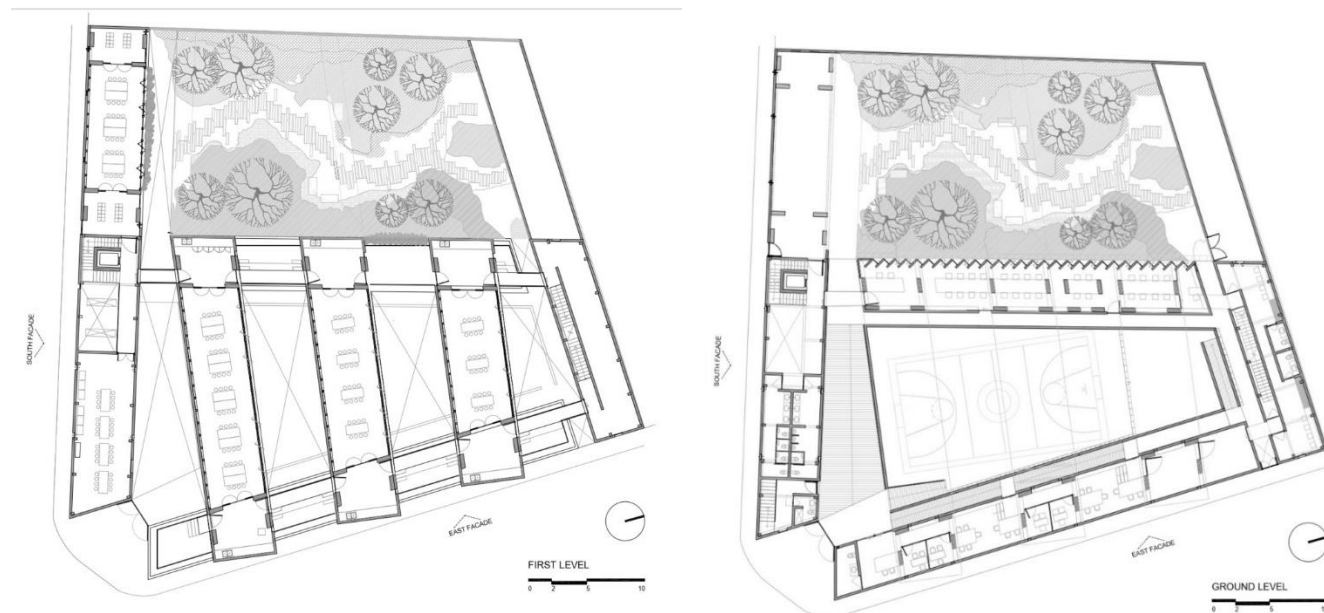 SOUTH FACADE
EAST FACADE
FIRST LEVEL
0 2 5 10
SOUTH FACADE
EAST FACADE
GROUND LEVEL
0 2 5